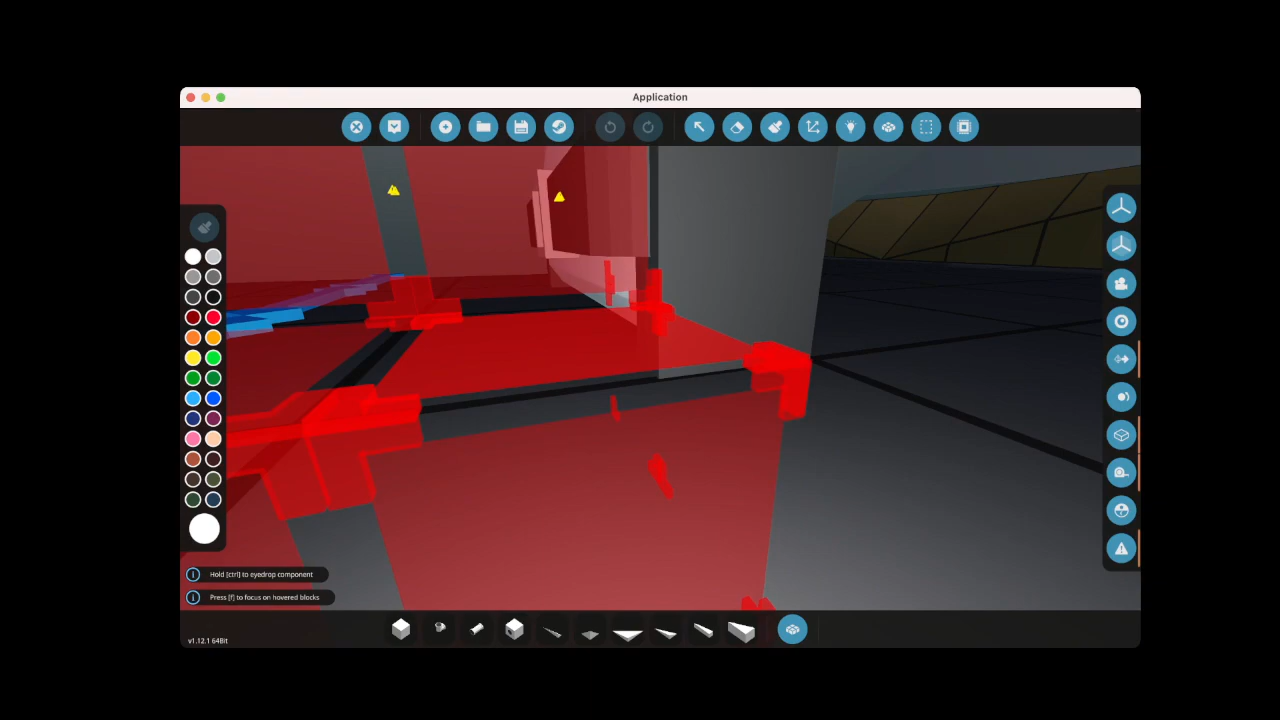 Application
Hold [ctrl] to eyedrop component
Press [f] to focus on hovered blocks
v1.12.1 64Bit